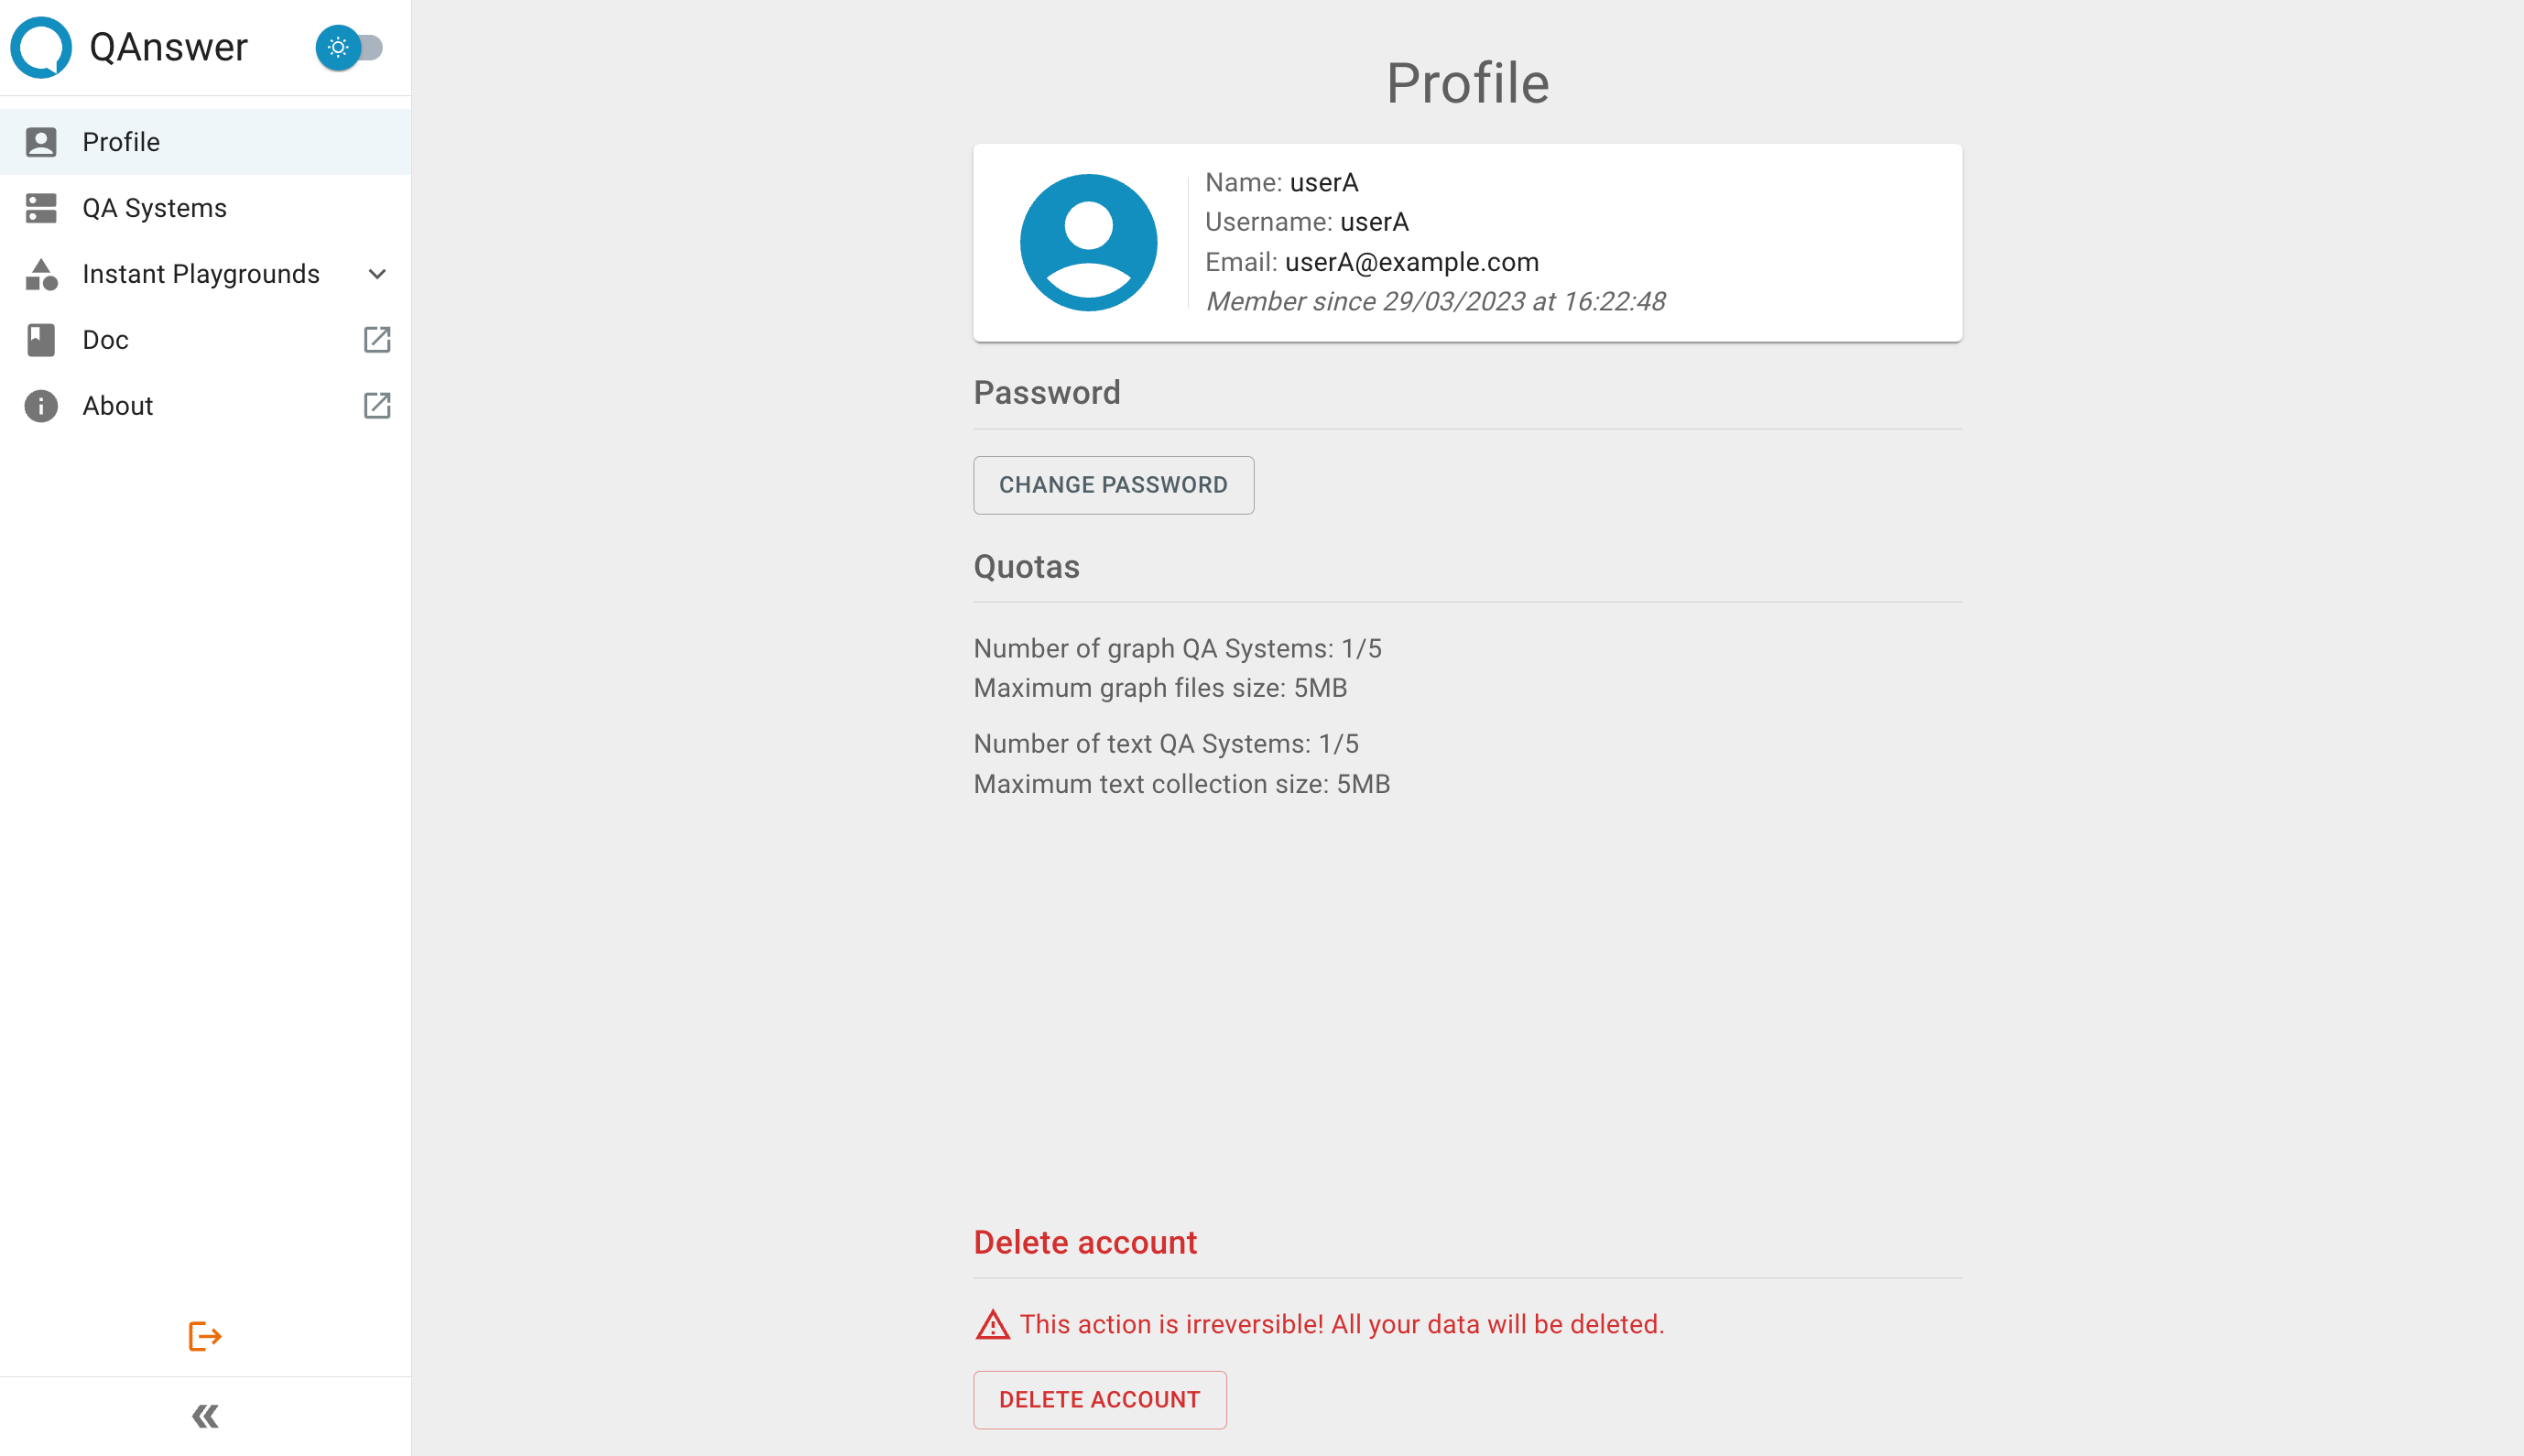 QAnswer
Profile
QA Systems
Instant Playgrounds
Doc
About
Profile
Name: userA
Username: userA
Email: userA@example.com
Member since 29/03/2023 at 16:22:48
Password
CHANGE PASSWORD
Quotas
Number of graph QA Systems: 1/5
Maximum graph files size: 5MB
Number of text QA Systems: 1/5
Maximum text collection size: 5MB
Delete account
This action is irreversible! All your data will be deleted.
DELETE ACCOUNT